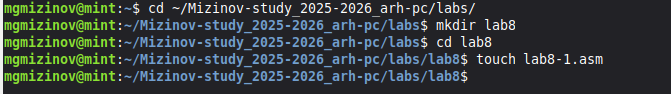 mgmizinov@mint:~$ cd ~/Mizinov-study_2025-2026_arh-pc/labs/
mgmizinov@mint:~/Mizinov-study_2025-2026_arh-pc/labs$ mkdir lab8
mgmizinov@mint:~/Mizinov-study_2025-2026_arh-pc/labs$ cd lab8
mgmizinov@mint:~/Mizinov-study_2025-2026_arh-pc/labs/lab8$ touch lab8-1.asm
mgmizinov@mint:~/Mizinov-study_2025-2026_arh-pc/labs/lab8$